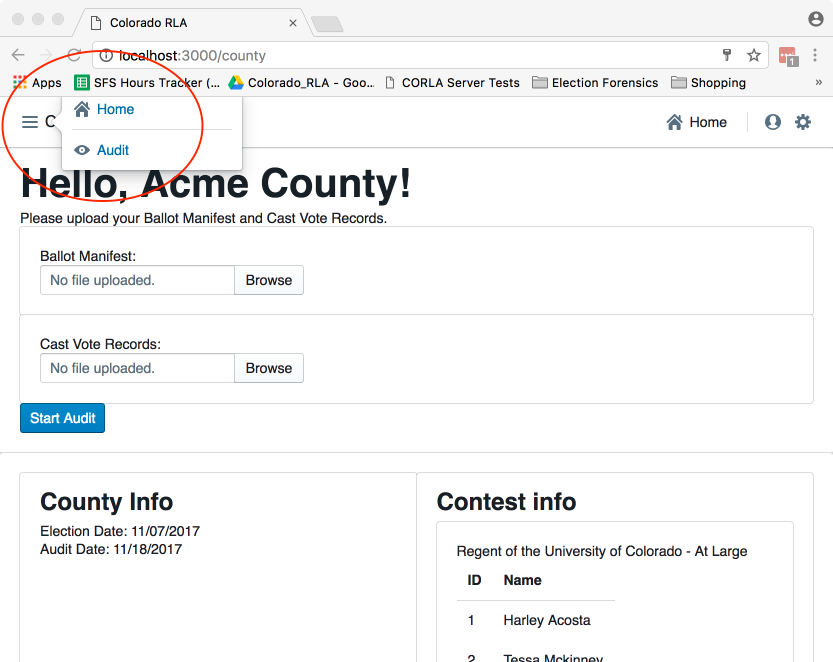 Colorado RLA
localhost:3000/county
1
Apps SFS Hours Tracker (... Colorado_RLA - Goo... CORLA Server Tests Election Forensics Shopping »
C Home
Home
Audit
Hello, Acme County!
Please upload your Ballot Manifest and Cast Vote Records.
Ballot Manifest:
No file uploaded. Browse
Cast Vote Records:
No file uploaded. Browse
Start Audit
County Info
Election Date: 11/07/2017
Audit Date: 11/18/2017
Contest info
Regent of the University of Colorado - At Large
ID Name
1 Harley Acosta
2 Tessa Mckinney